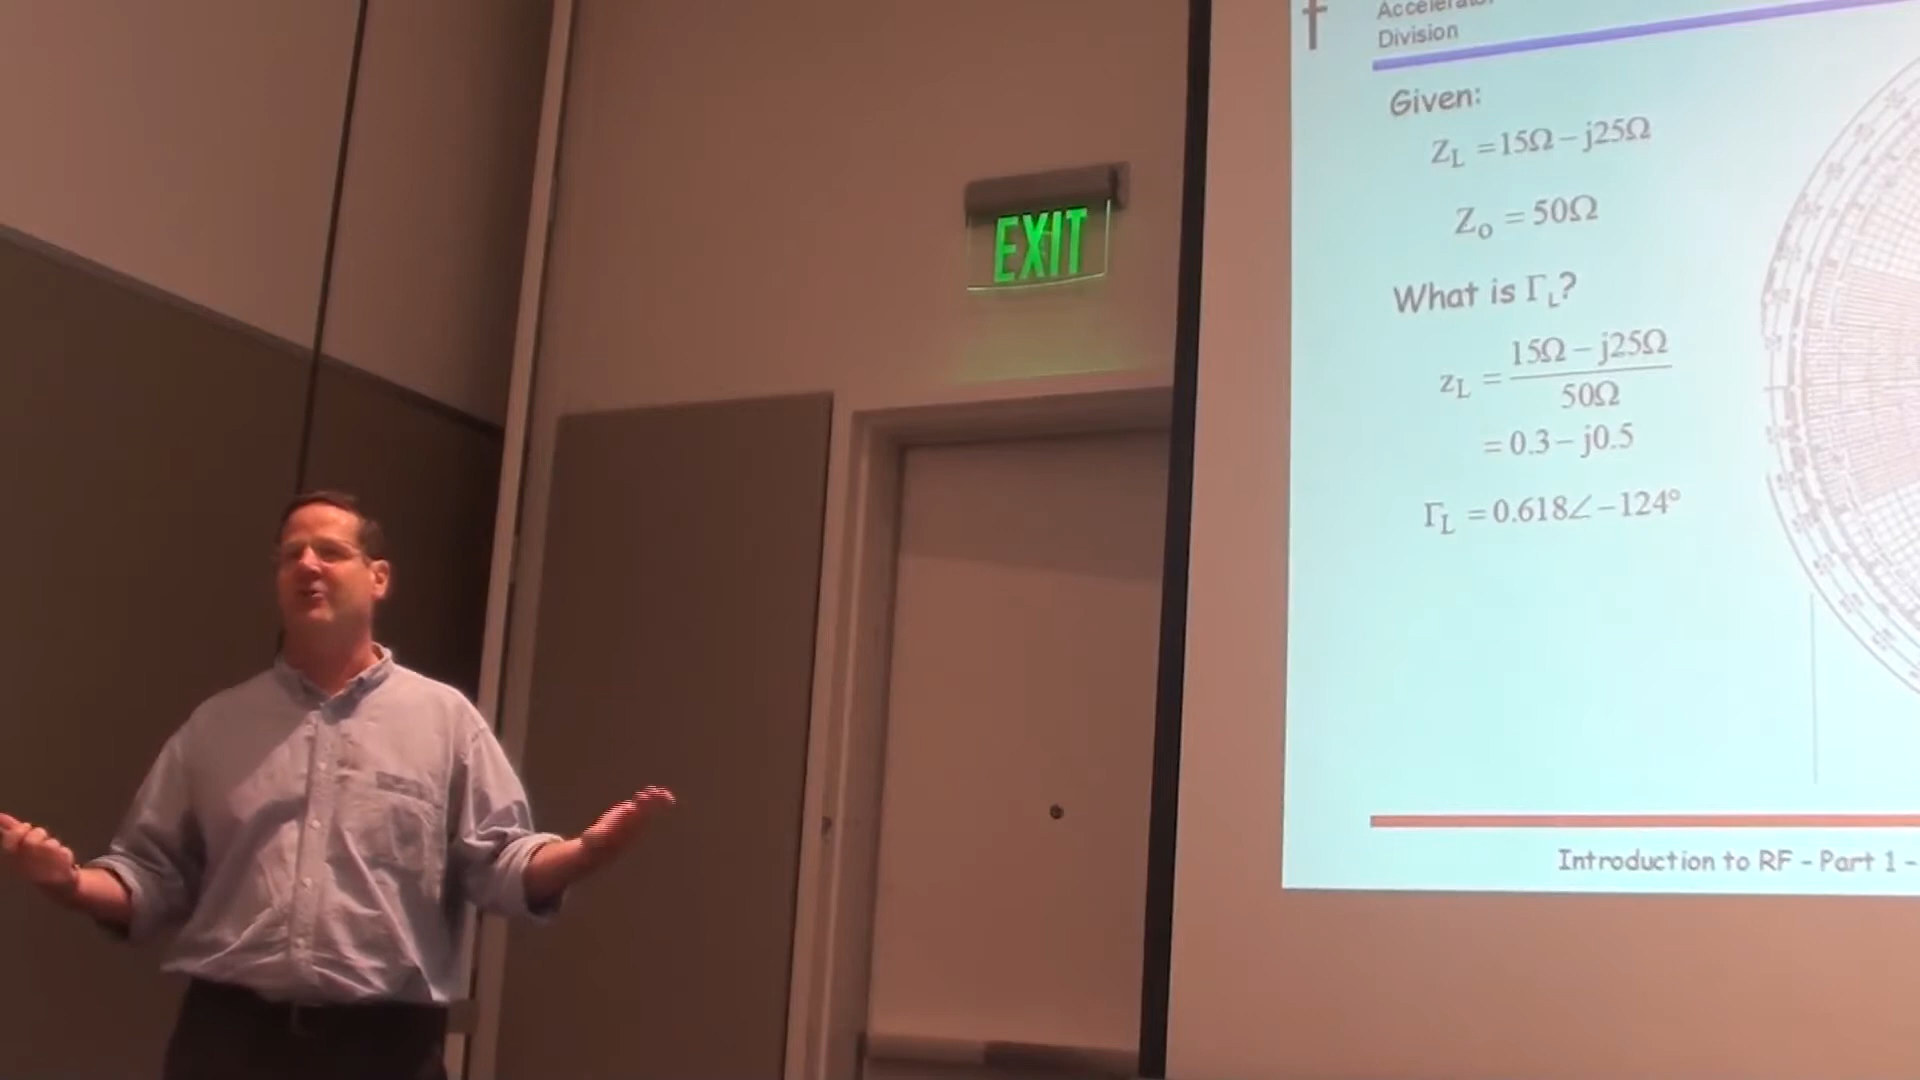 EXIT
Accelerator
Division
Given:
Z_L = 15Ω – j25Ω
Z_o = 50Ω
What is Γ_L?
z_L = (15Ω – j25Ω) / 50Ω
= 0.3 – j0.5
Γ_L = 0.618∠ –124°
Introduction to RF - Part 1 -